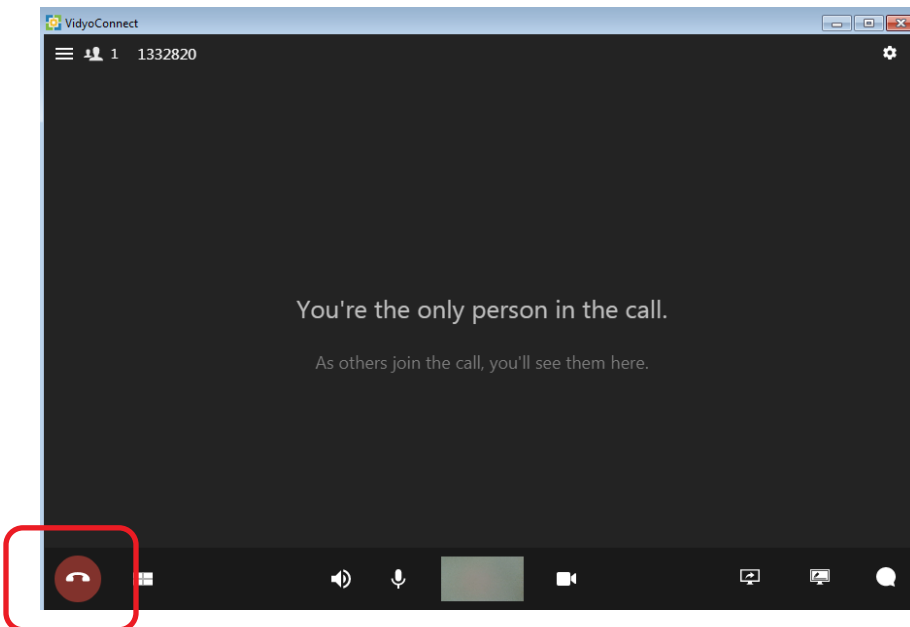 VidyoConnect
1 1332820
You're the only person in the call.
As others join the call, you'll see them here.